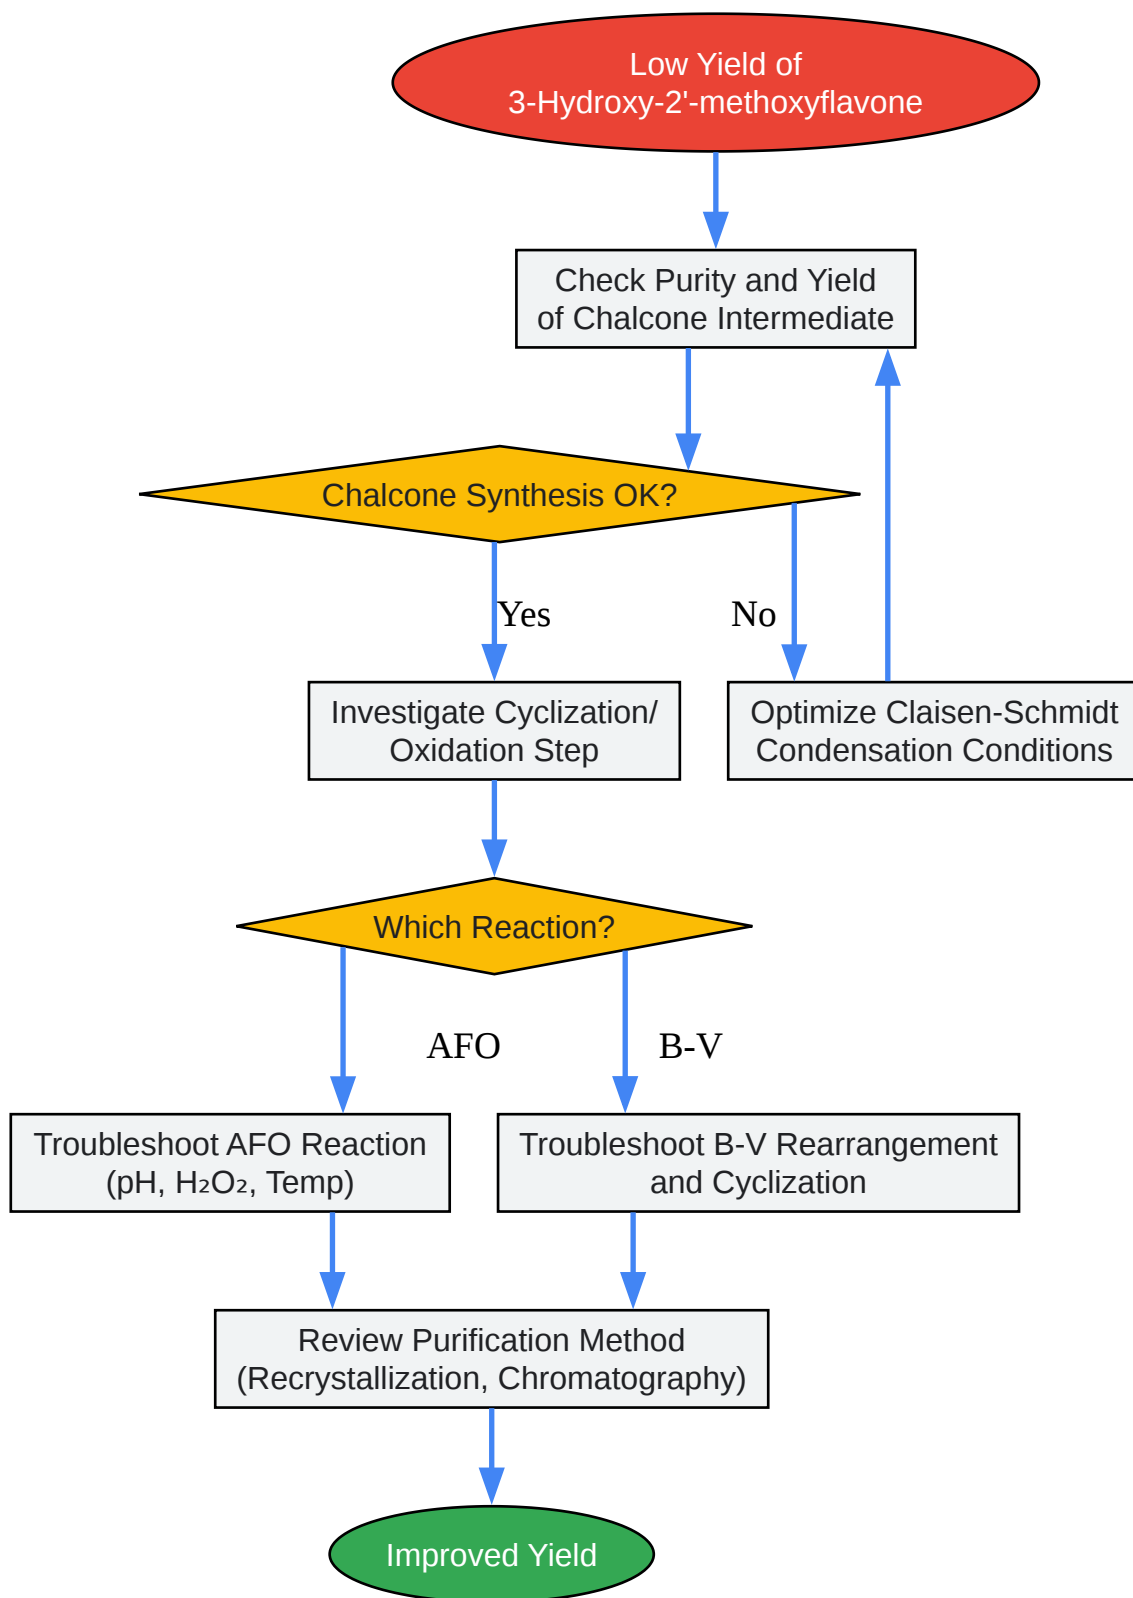 Low Yield of
3-Hydroxy-2'-methoxyflavone
Check Purity and Yield
of Chalcone Intermediate
Chalcone Synthesis OK?
Yes
No
Investigate Cyclization/
Oxidation Step
Optimize Claisen-Schmidt
Condensation Conditions
Which Reaction?
AFO
B-V
Troubleshoot AFO Reaction
(pH, H₂O₂, Temp)
Troubleshoot B-V Rearrangement
and Cyclization
Review Purification Method
(Recrystallization, Chromatography)
Improved Yield